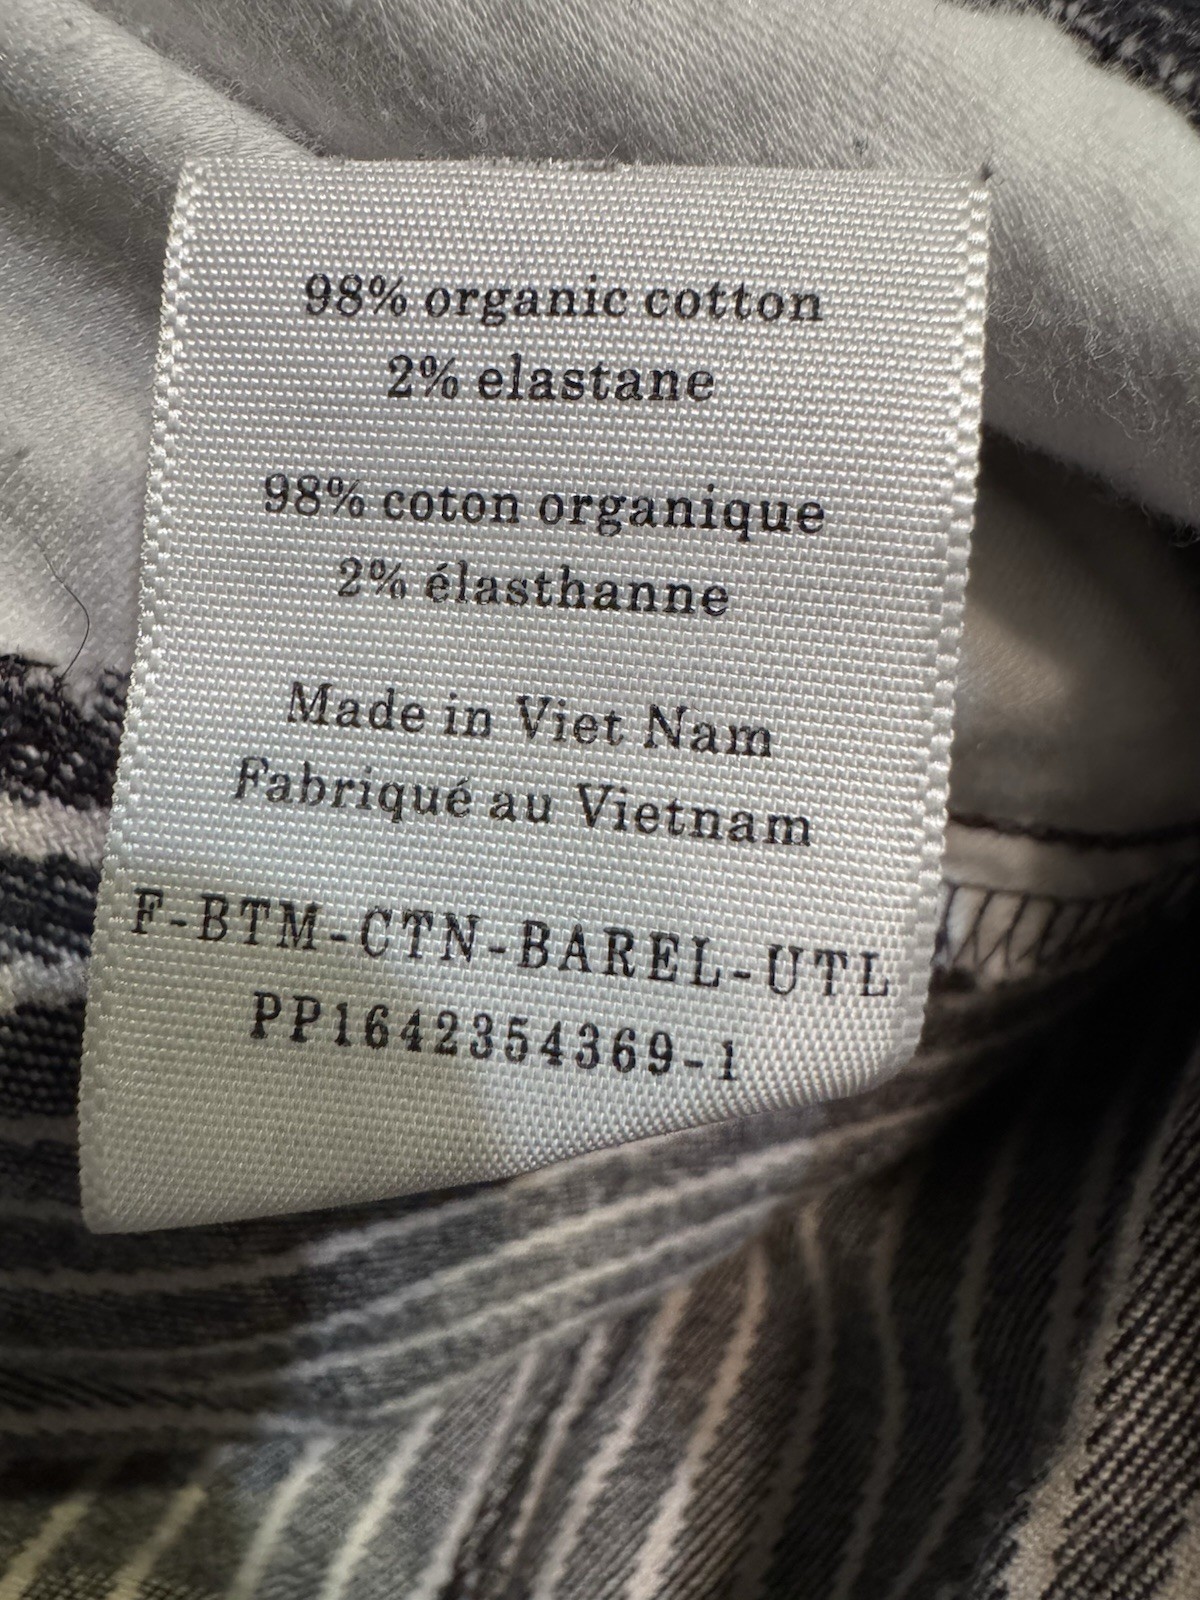 98% organic cotton
2% elastane
98% coton organique
2% élasthanne
Made in Viet Nam
Fabriqué au Vietnam
F-BTM-CTN-BAREL-UTL
PP1642354369-1